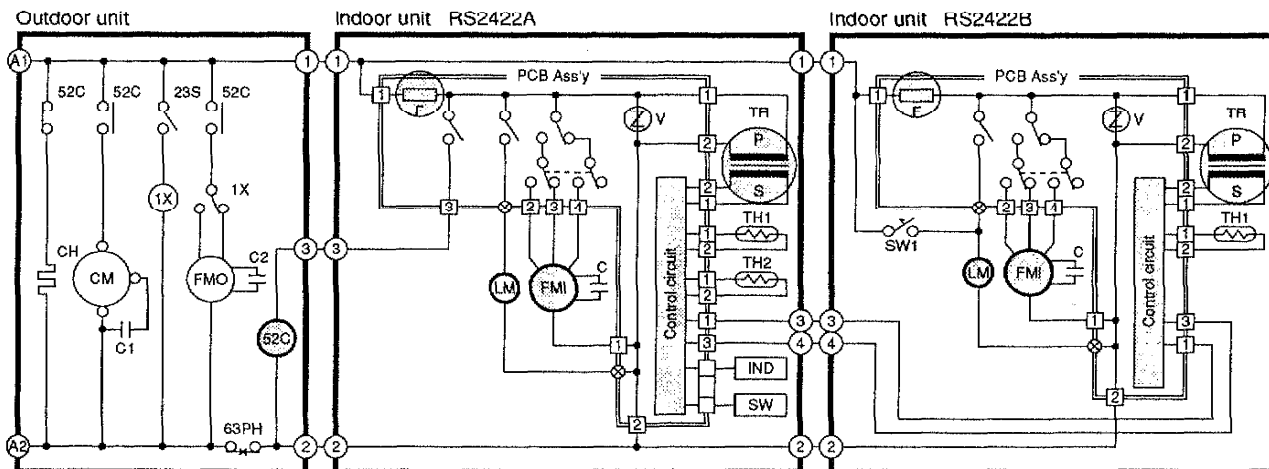 Outdoor unit
A1
52C
52C
23S
52C
1
1X
1X
CH
CM
C1
FMO
C2
3
52C
63PH
A2
2
Indoor unit RS2422A
1
PCB Ass'y
1
F
1
V
TR
2
P
S
3
2
3
4
3
LM
FMI
C
Control circuit
2
1
1
TH1
2
1
TH2
2
1
3
3
4
1
IND
SW
2
2
2
1
Indoor unit RS2422B
1
PCB Ass'y
1
F
1
V
TR
2
P
S
2
3
4
SW1
LM
FMI
C
Control circuit
2
1
1
TH1
2
3
4
3
1
1
2
2